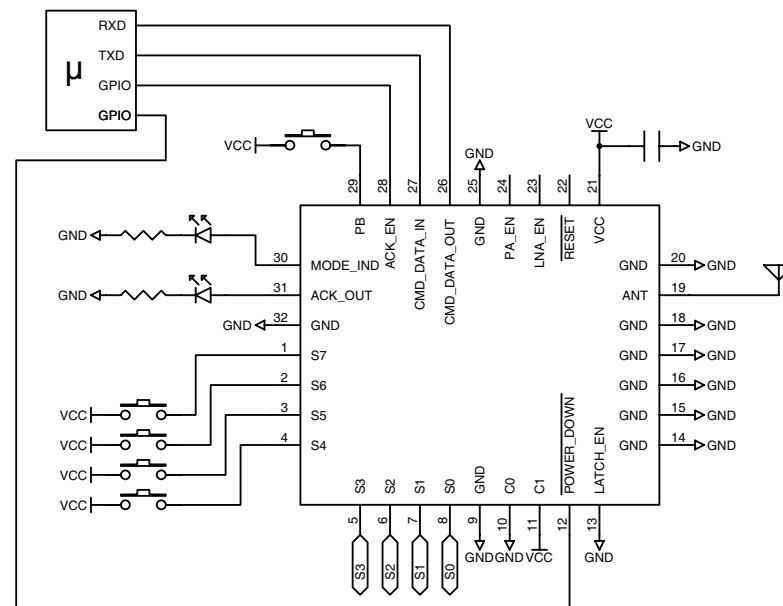 RXD
TXD
GPIO
GPIO
µ
VCC
GND
VCC
GND
29
28
27
26
25
24
23
22
21
PB
ACK_EN
CMD_DATA_IN
CMD_DATA_OUT
GND
PA_EN
LNA_EN
RESET
VCC
GND
30
MODE_IND
GND
20
GND
GND
31
ACK_OUT
ANT
19
GND
32
GND
GND
18
GND
1
S7
GND
17
GND
2
S6
GND
16
GND
VCC
3
S5
GND
15
GND
VCC
4
S4
GND
14
GND
VCC
VCC
S3
S2
S1
S0
GND
C0
C1
POWER_DOWN
LATCH_EN
5
6
7
8
9
10
11
12
13
S3
S2
S1
S0
GND
GND
VCC
GND